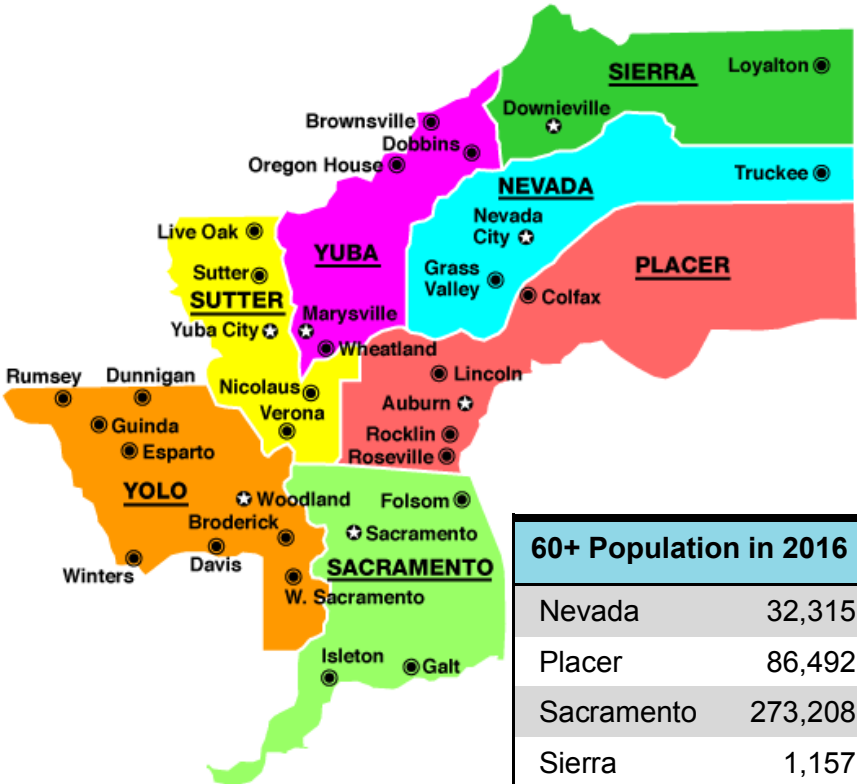 SIERRA
Loyalton
Downieville
Brownsville
Dobbins
Oregon House
NEVADA
Truckee
Nevada
City
Live Oak
YUBA
PLACER
Sutter
Grass
Valley
SUTTER
Colfax
Marysville
Yuba City
Wheatland
Rumsey
Dunnigan
Lincoln
Nicolaus
Auburn
Verona
Guinda
Rocklin
Esparto
Roseville
YOLO
Woodland
Folsom
Broderick
Sacramento
Winters
Davis
SACRAMENTO
W. Sacramento
Isleton
Galt
60+ Population in 2016
Nevada 32,315
Placer 86,492
Sacramento 273,208
Sierra 1,157